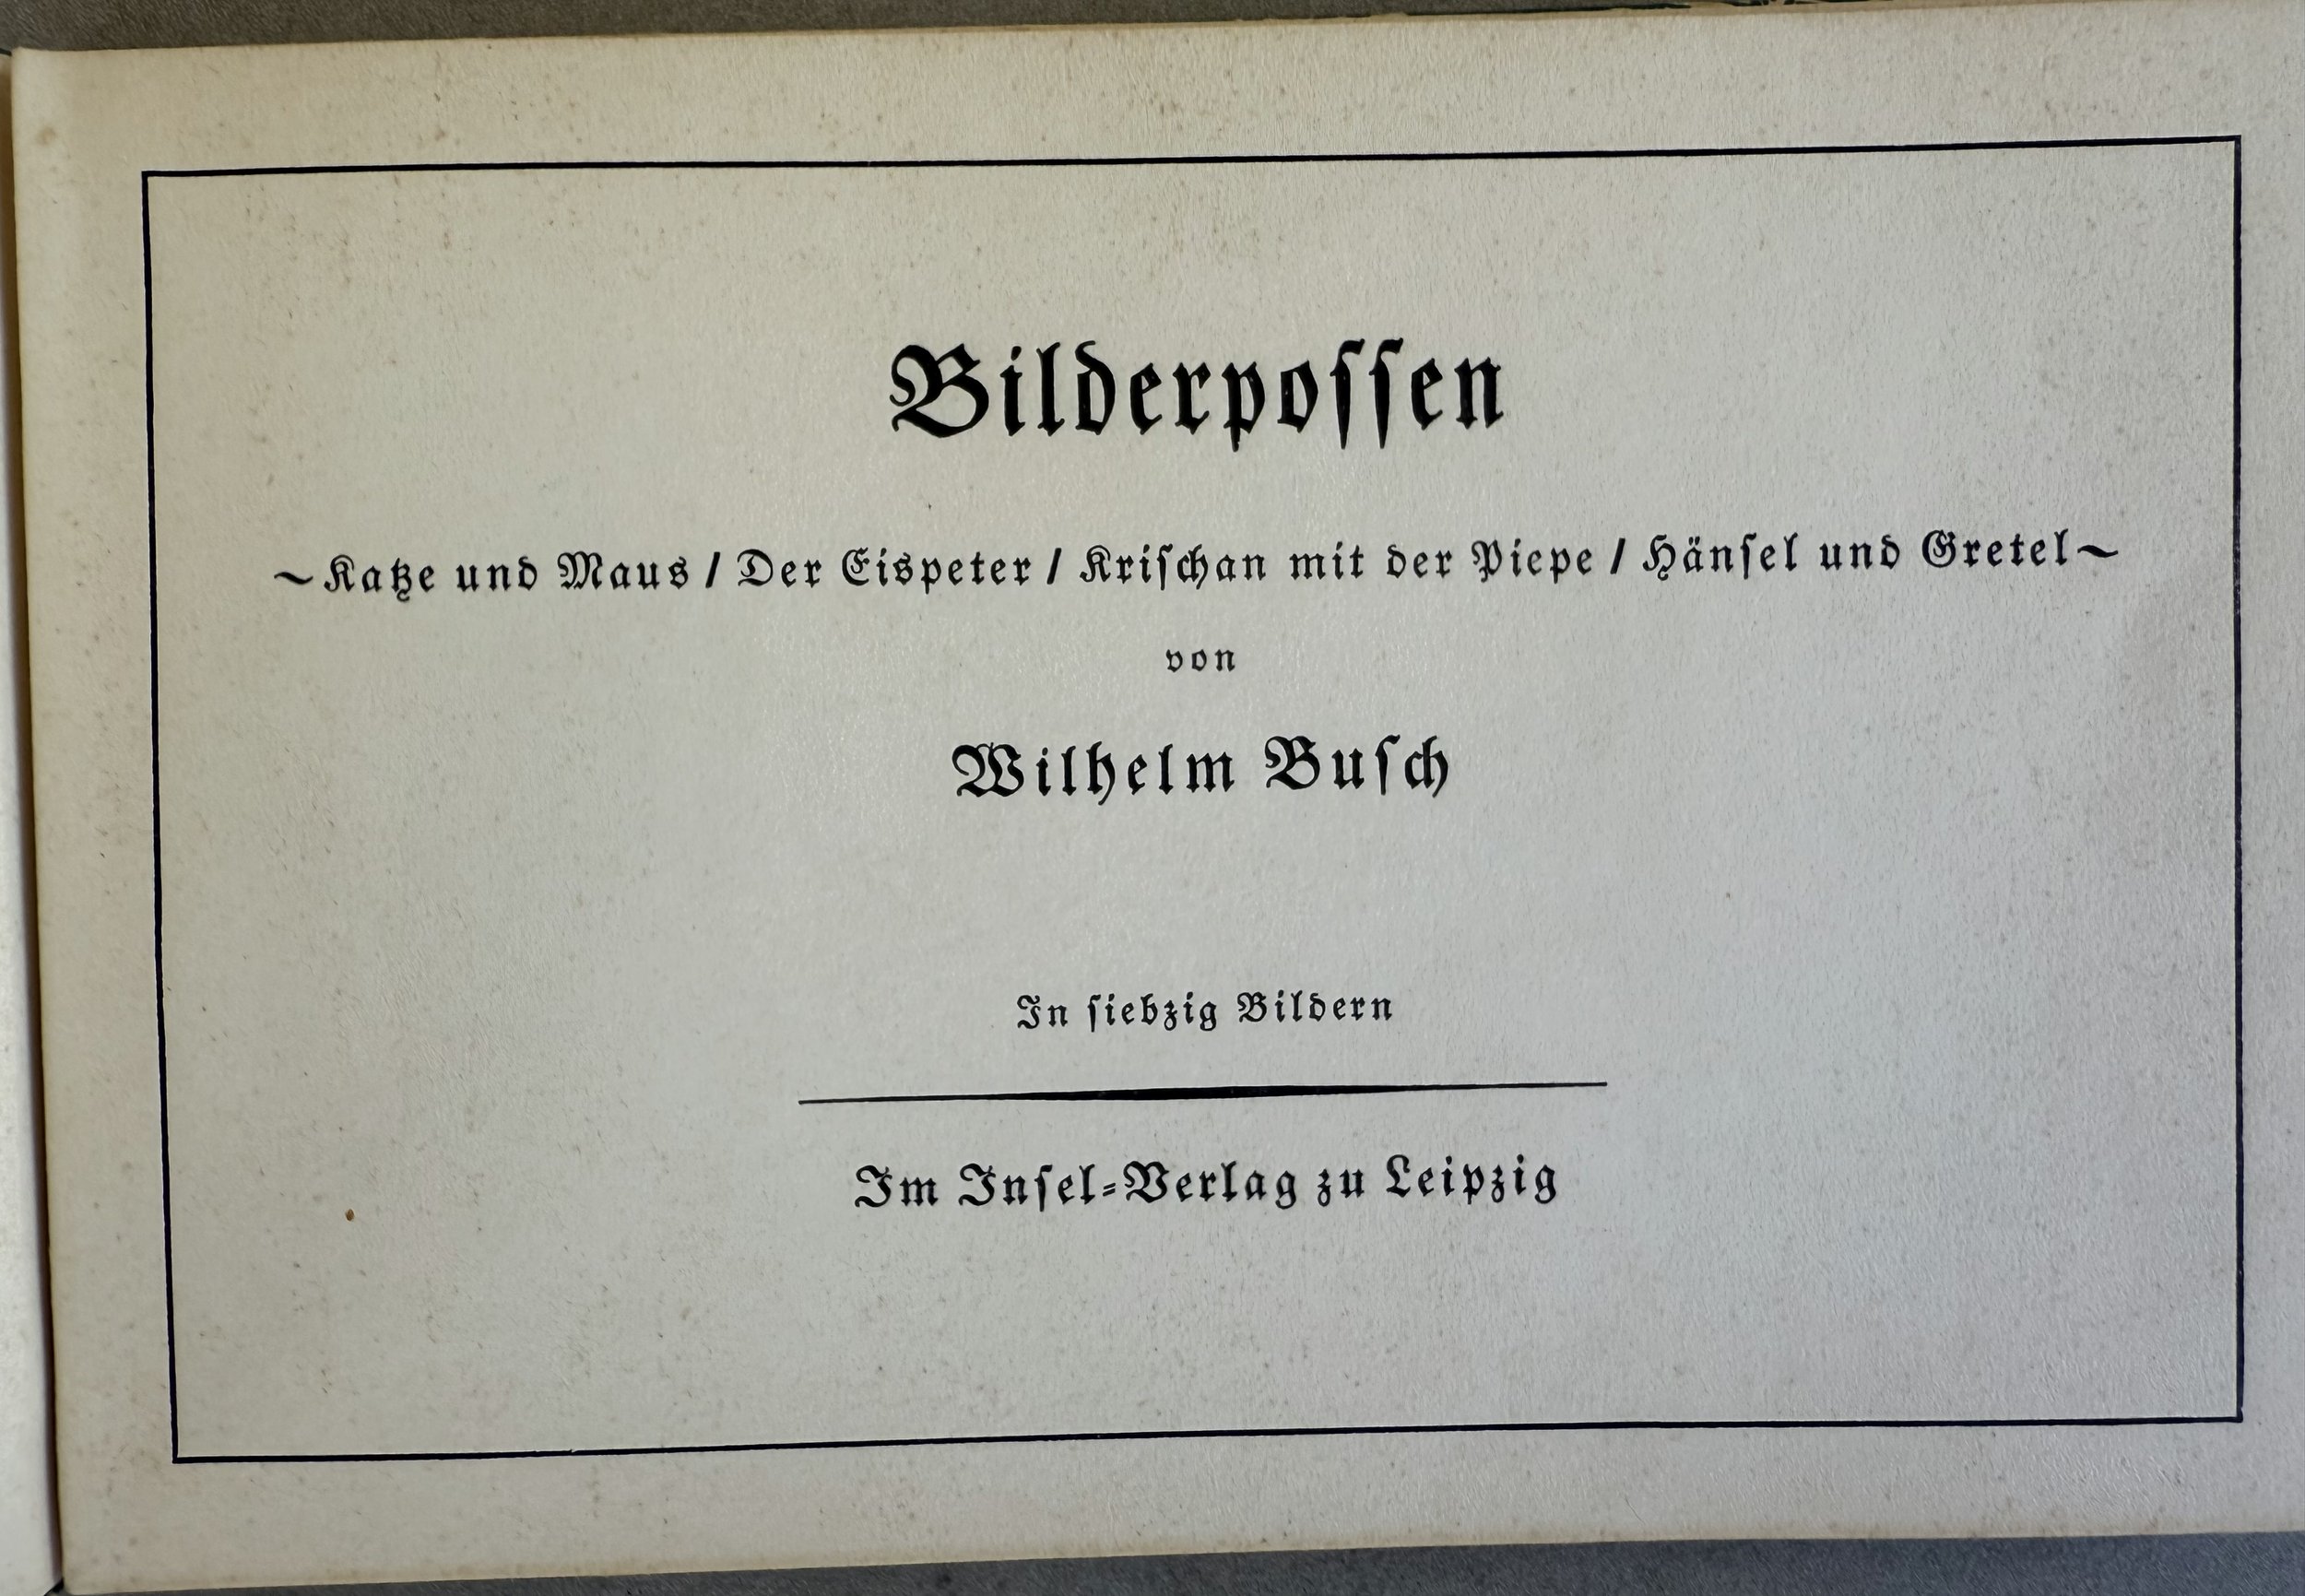 Bilderpoſſen
~ Katze und Maus / Der Eispeter / Kriſchan mit der Piepe / Hänſel und Gretel ~
von
Wilhelm Buſch
In ſiebzig Bildern
Im Inſel-Verlag zu Leipzig